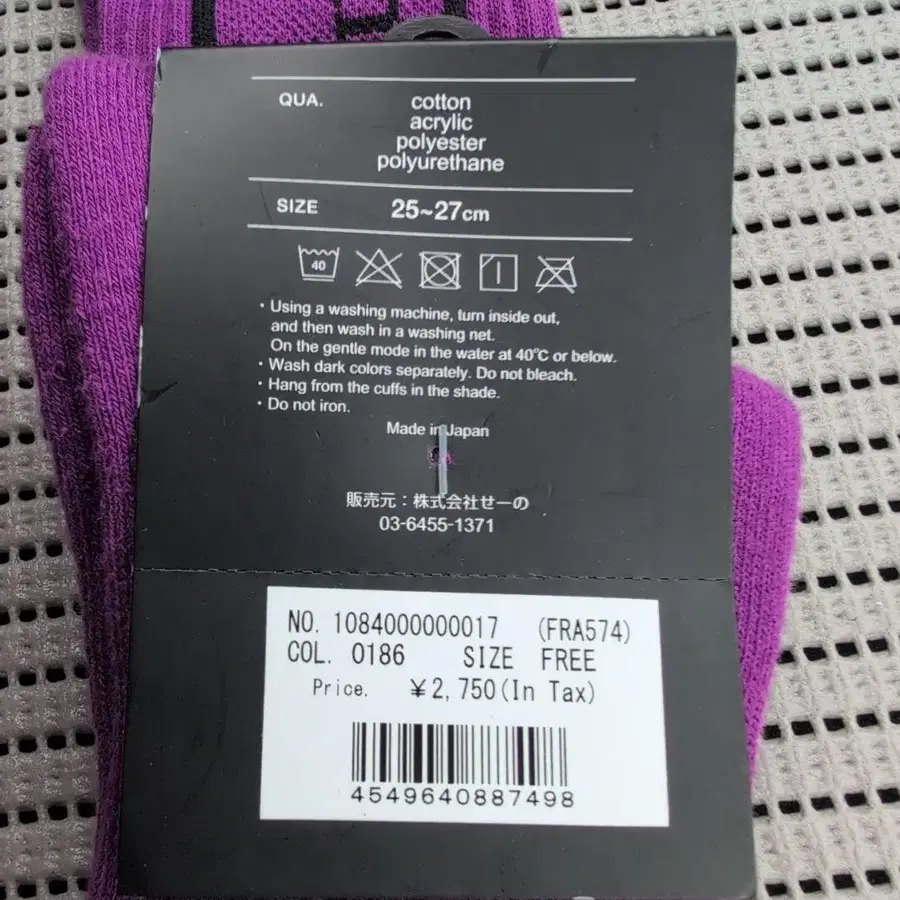 QUA. cotton
acrylic
polyester
polyurethane
SIZE 25~27cm
40
・Using a washing machine, turn inside out,
and then wash in a washing net.
On the gentle mode in the water at 40℃ or below.
・Wash dark colors separately. Do not bleach.
・Hang from the cuffs in the shade.
・Do not iron.
Made in Japan
販売元：株式会社せーの
03-6455-1371
NO. 1084000000017 (FRA574)
COL. 0186 SIZE FREE
Price. ¥2,750(In Tax)
4549640887498